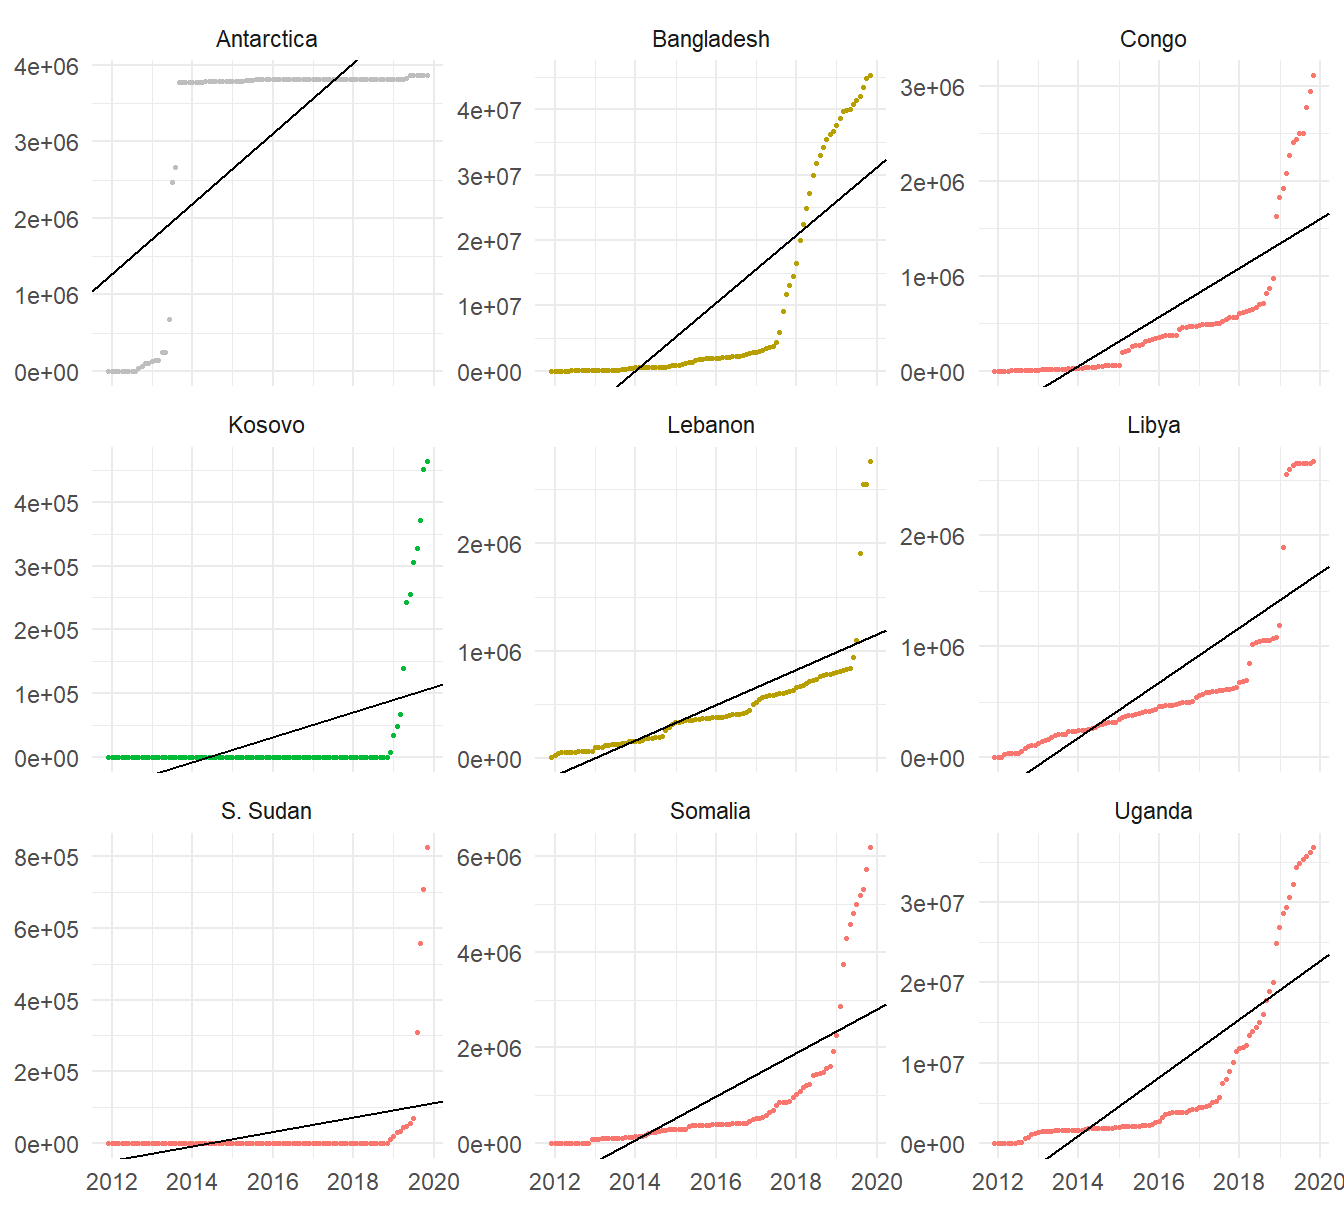 Antarctica Bangladesh Congo
4e+06
3e+06
2e+06
1e+06
0e+00
4e+07
3e+07
2e+07
1e+07
0e+00
3e+06
2e+06
1e+06
0e+00
Kosovo Lebanon Libya
4e+05
3e+05
2e+05
1e+05
0e+00
2e+06
1e+06
0e+00
2e+06
1e+06
0e+00
S. Sudan Somalia Uganda
8e+05
6e+05
4e+05
2e+05
0e+00
6e+06
4e+06
2e+06
0e+00
3e+07
2e+07
1e+07
0e+00
2012 2014 2016 2018 2020 2012 2014 2016 2018 2020 2012 2014 2016 2018 2020